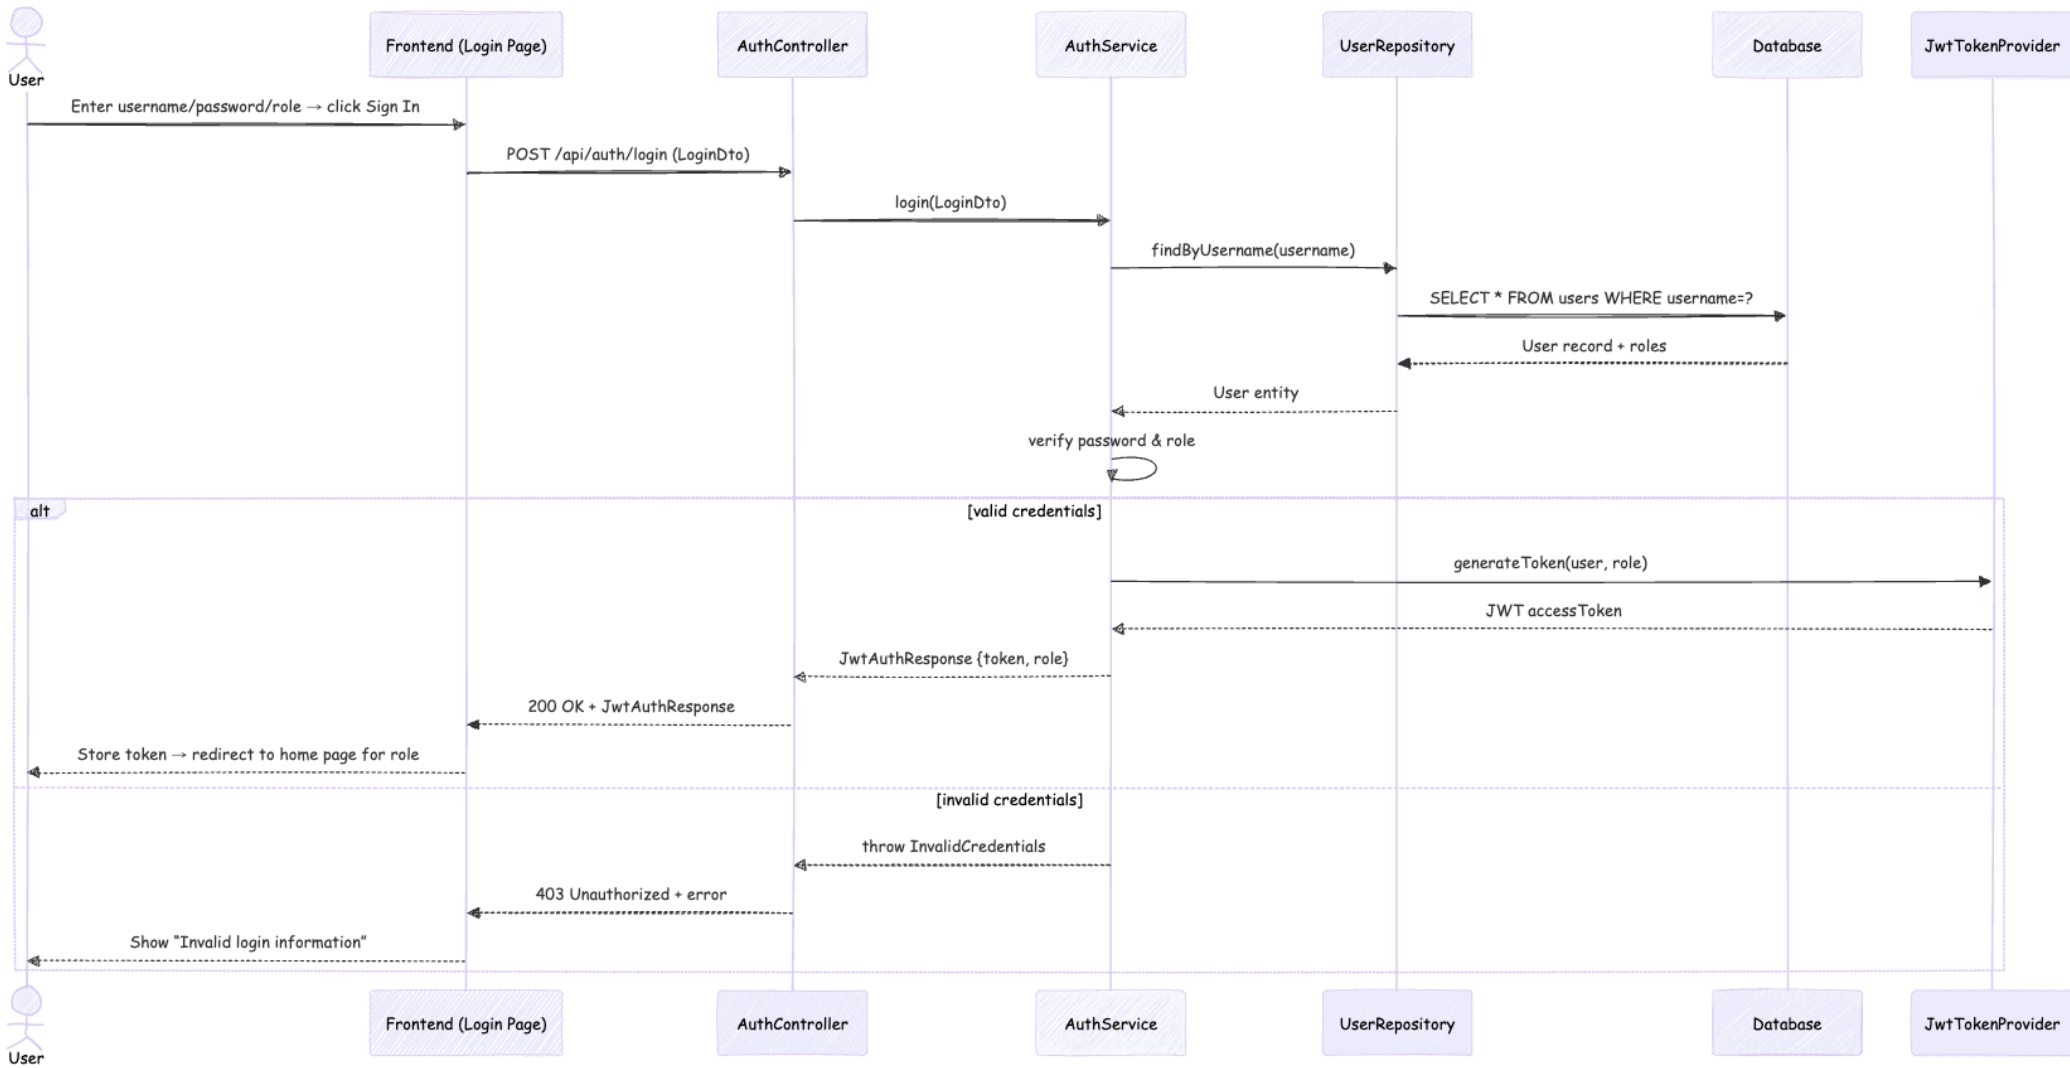 User
Frontend (Login Page)
AuthController
AuthService
UserRepository
Database
JwtTokenProvider
Enter username/password/role → click Sign In
POST /api/auth/login (LoginDto)
login(LoginDto)
findByUsername(username)
SELECT * FROM users WHERE username=?
User record + roles
User entity
verify password & role
alt
[valid credentials]
generateToken(user, role)
JWT accessToken
JwtAuthResponse {token, role}
200 OK + JwtAuthResponse
Store token → redirect to home page for role
[invalid credentials]
throw InvalidCredentials
403 Unauthorized + error
Show “Invalid login information”
User
Frontend (Login Page)
AuthController
AuthService
UserRepository
Database
JwtTokenProvider